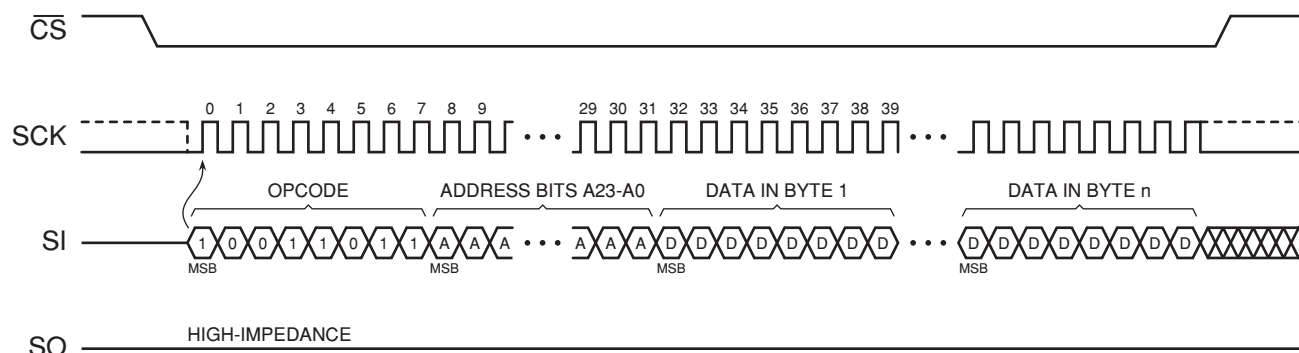 CS
0 1 2 3 4 5 6 7 8 9 29 30 31 32 33 34 35 36 37 38 39
SCK
OPCODE ADDRESS BITS A23-A0 DATA IN BYTE 1 DATA IN BYTE n
SI 1 0 0 1 1 0 1 1 A A A A A A D D D D D D D D D D D D D D D D
MSB MSB MSB MSB
HIGH-IMPEDANCE
SO